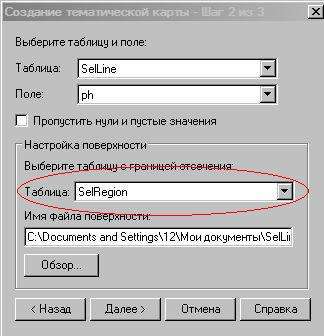 Создание тематической карты - Шаг 2 из 3
Выберите таблицу и поле:
Таблица: SelLine
Поле: ph
Пропустить нули и пустые значения
Настройка поверхности
Выберите таблицу с границей отсечения:
Таблица: SelRegion
Имя файла поверхности:
C:\Documents and Settings\12\Мои документы\SelLin
Обзор...
< Назад Далее > Отмена Справка